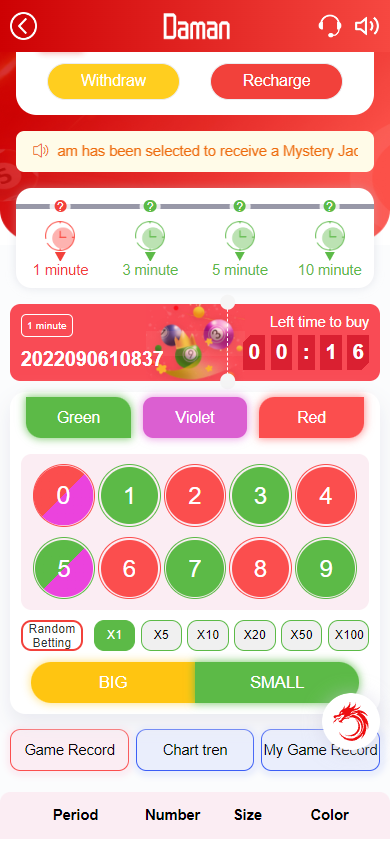 Daman
Withdraw
Recharge
am has been selected to receive a Mystery Jac
? ? ? ?
1 minute
3 minute
5 minute
10 minute
1 minute
Left time to buy
2022090610837
0 0 : 1 6
Green
Violet
Red
0 1 2 3 4
5 6 7 8 9
Random
Betting
X1
X5
X10
X20
X50
X100
BIG
SMALL
Game Record
Chart tren
My Game Record
Period
Number
Size
Color